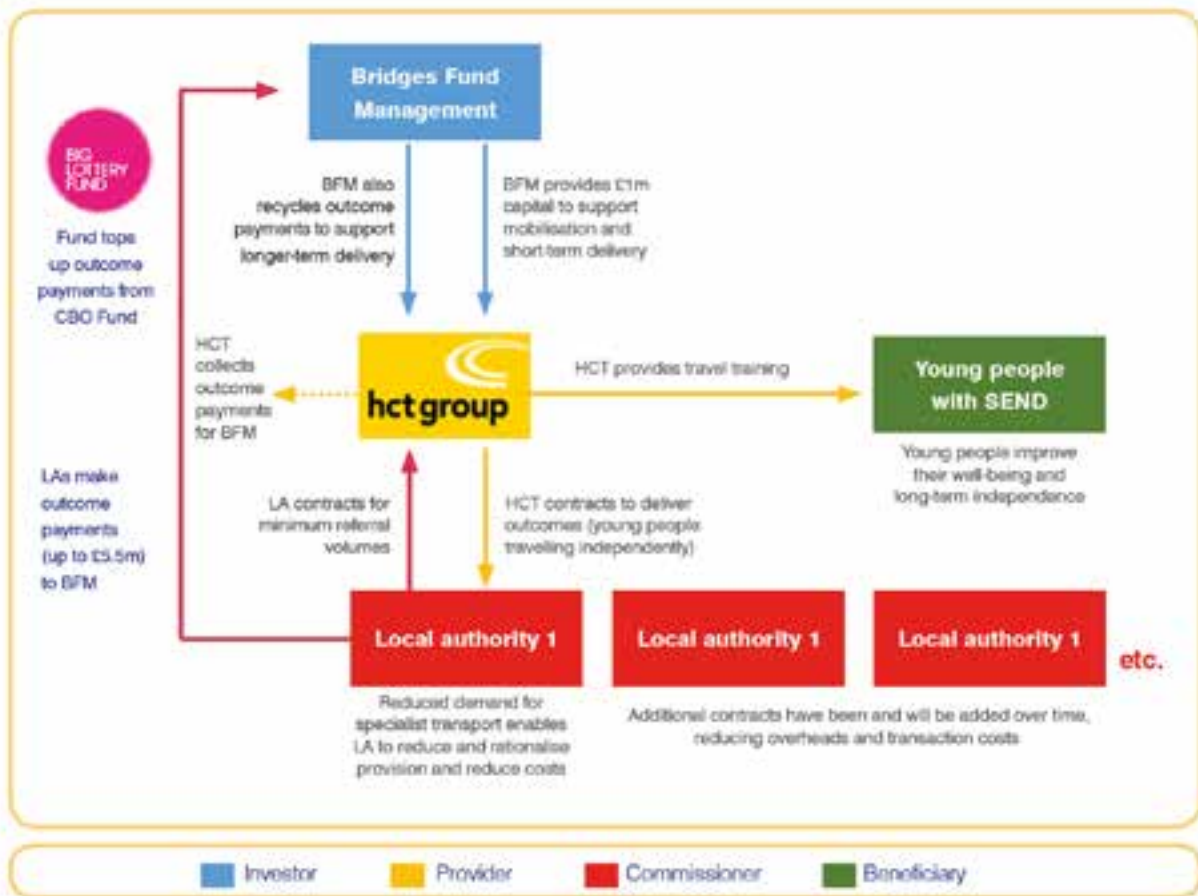 Bridges Fund
Management
BIG
LOTTERY
FUND
Fund tops
up outcome
payments from
CBO Fund
BFM also
recycles outcome
payments to support
longer-term delivery
BFM provides £1m
capital to support
mobilisation and
short-term delivery
HCT
collects
outcome
payments
for BFM
hct group
HCT provides travel training
Young people
with SEND
Young people improve
their well-being and
long-term independence
LAs make
outcome
payments
(up to £5.5m)
to BFM
LA contracts for
minimum referral
volumes
HCT contracts to deliver
outcomes (young people
travelling independently)
Local authority 1
Local authority 1
Local authority 1
etc.
Reduced demand for
specialist transport enables
LA to reduce and rationalise
provision and reduce costs
Additional contracts have been and will be added over time,
reducing overheads and transaction costs
Investor
Provider
Commissioner
Beneficiary